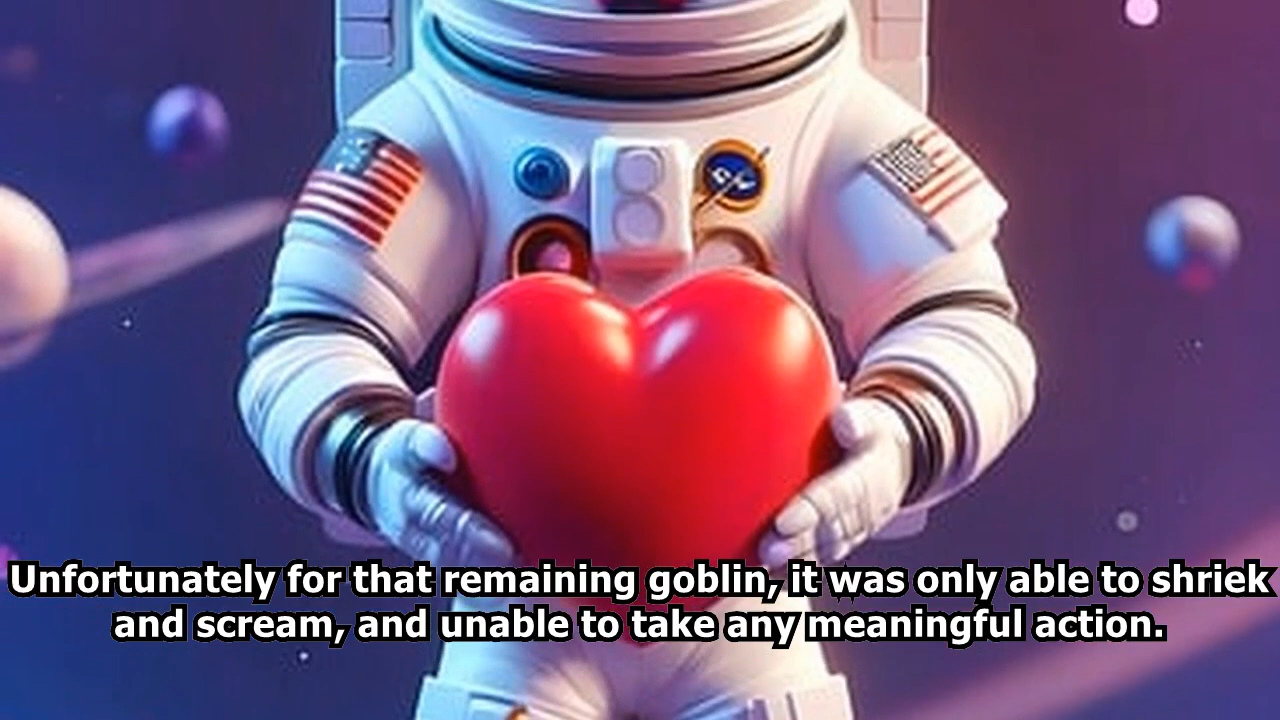 Unfortunately for that remaining goblin, it was only able to shriek
and scream, and unable to take any meaningful action.